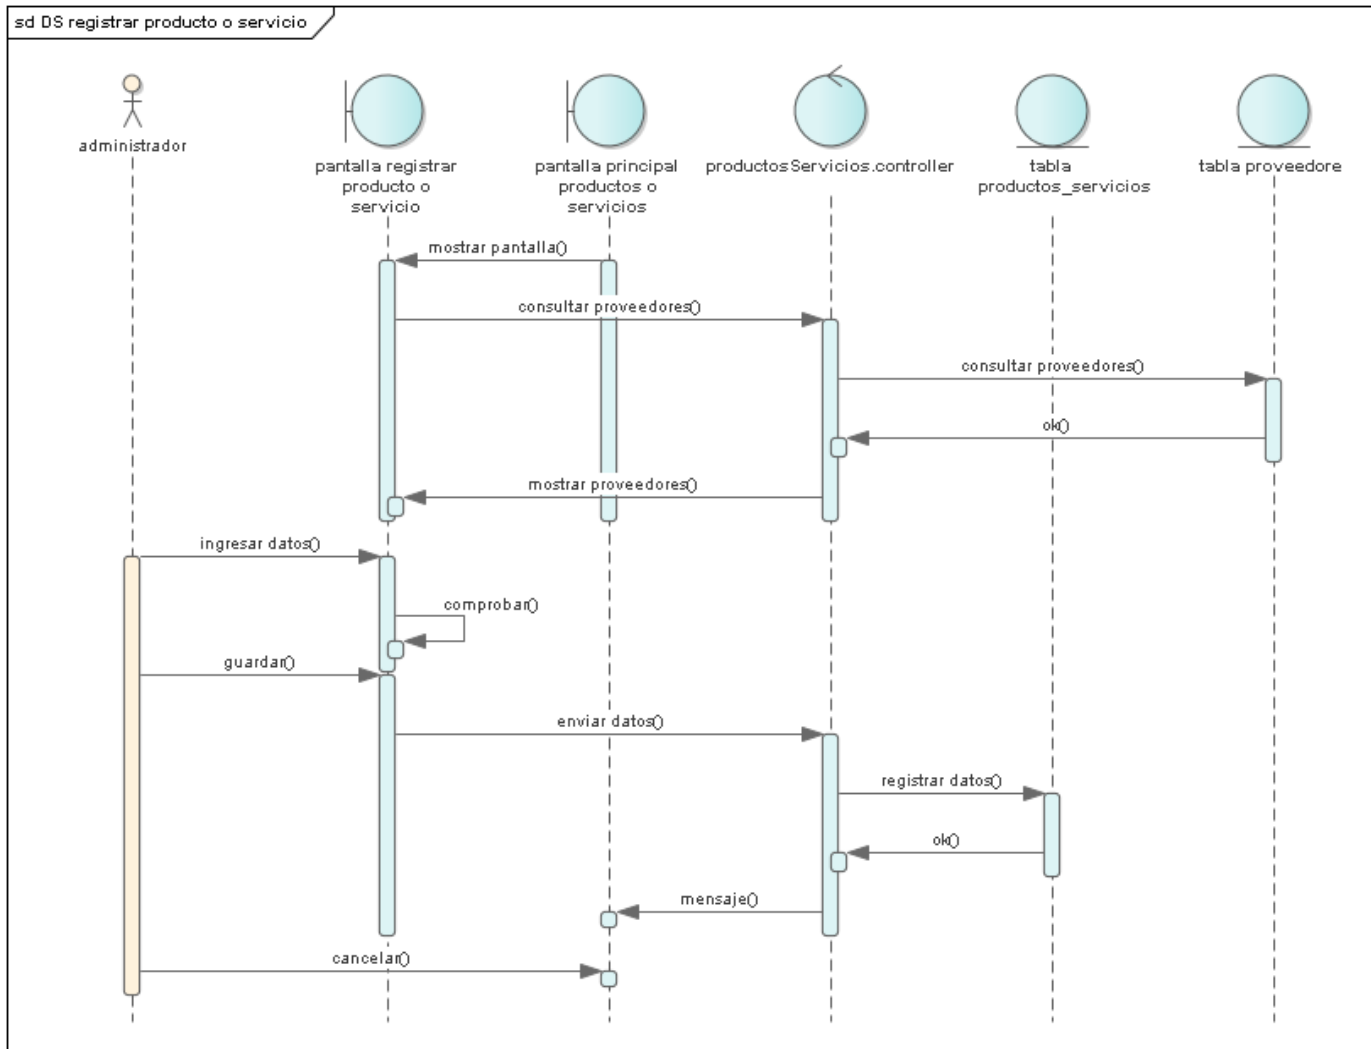 sd DS registrar producto o servicio
administrador
pantalla registrar
producto o
servicio
pantalla principal
productos o
servicios
productosServicios.controller
tabla
productos_servicios
tabla proveedore
mostrar pantalla()
consultar proveedores()
consultar proveedores()
ok()
mostrar proveedores()
ingresar datos()
comprobar()
guardar()
enviar datos()
registrar datos()
ok()
mensaje()
cancelar()